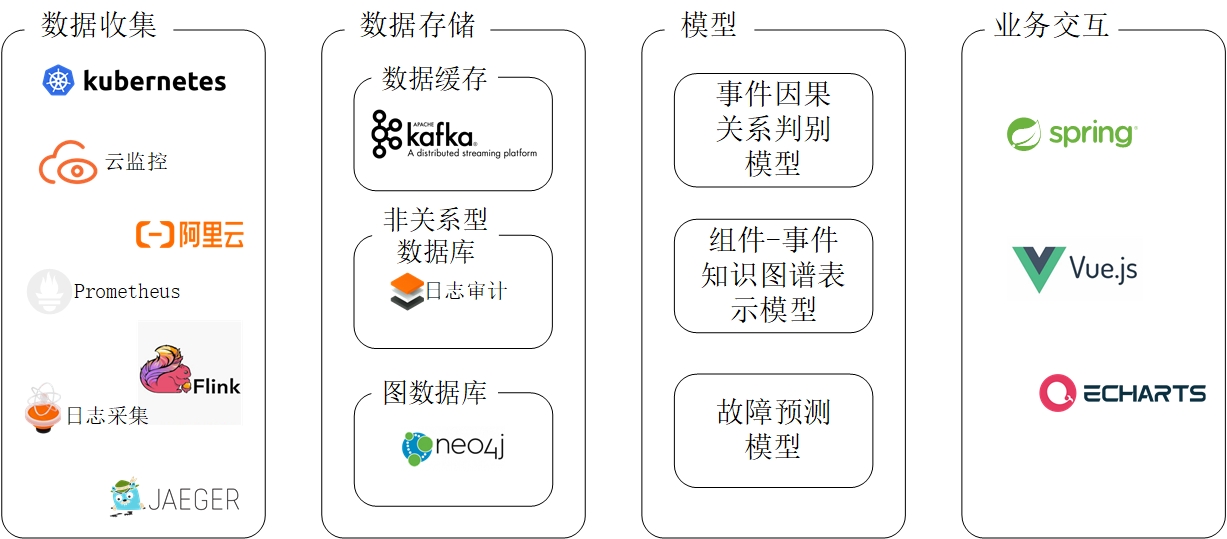 数据收集
kubernetes
云监控
阿里云
Prometheus
Flink
日志采集
JAEGER
数据存储
数据缓存
APACHE
kafka®
A distributed streaming platform
非关系型
数据库
日志审计
图数据库
neo4j
模型
事件因果
关系判别
模型
组件-事件
知识图谱表
示模型
故障预测
模型
业务交互
spring®
Vue.js
ECHARTS